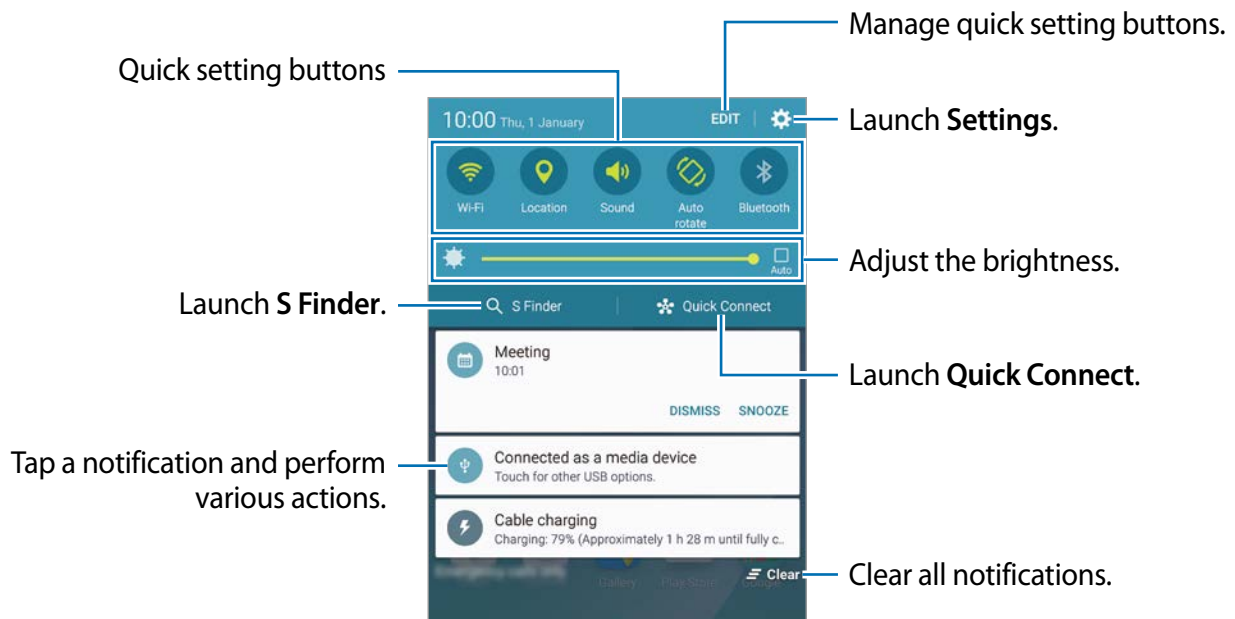 Manage quick setting buttons.
Quick setting buttons
10:00 Thu, 1 January
EDIT
Launch Settings.
Wi-Fi
Location
Sound
Auto
rotate
Bluetooth
Auto
Adjust the brightness.
Launch S Finder.
S Finder
Quick Connect
Meeting
10:01
Launch Quick Connect.
DISMISS SNOOZE
Tap a notification and perform
various actions.
Connected as a media device
Touch for other USB options.
Cable charging
Charging: 79% (Approximately 1 h 28 m until fully c..
Gallery
Play Store
Google
Clear
Clear all notifications.